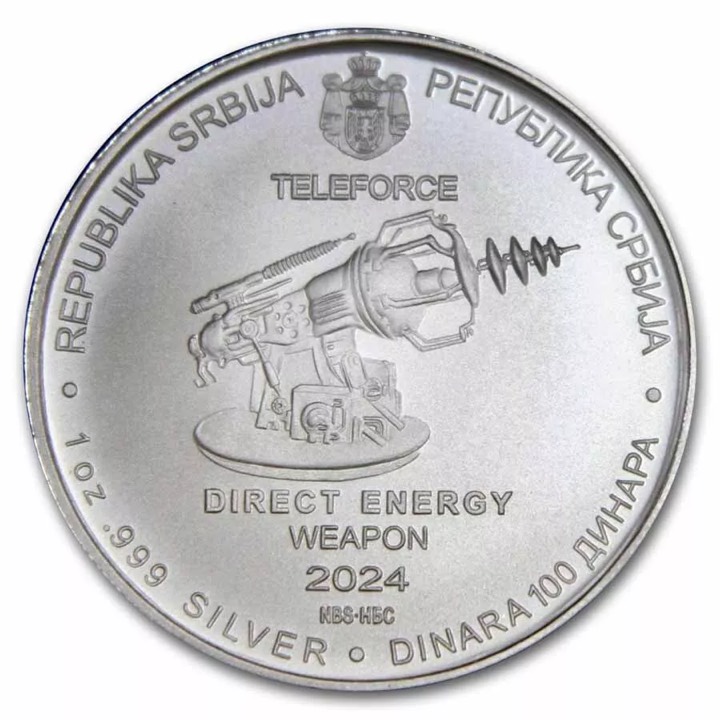 REPUBLIKA SRBIJA
РЕПУБЛИКА СРБИЈА
TELEFORCE
DIRECT ENERGY
WEAPON
2024
NBS·НБС
1 oz .999 SILVER · DINARA 100 ДИНАРА